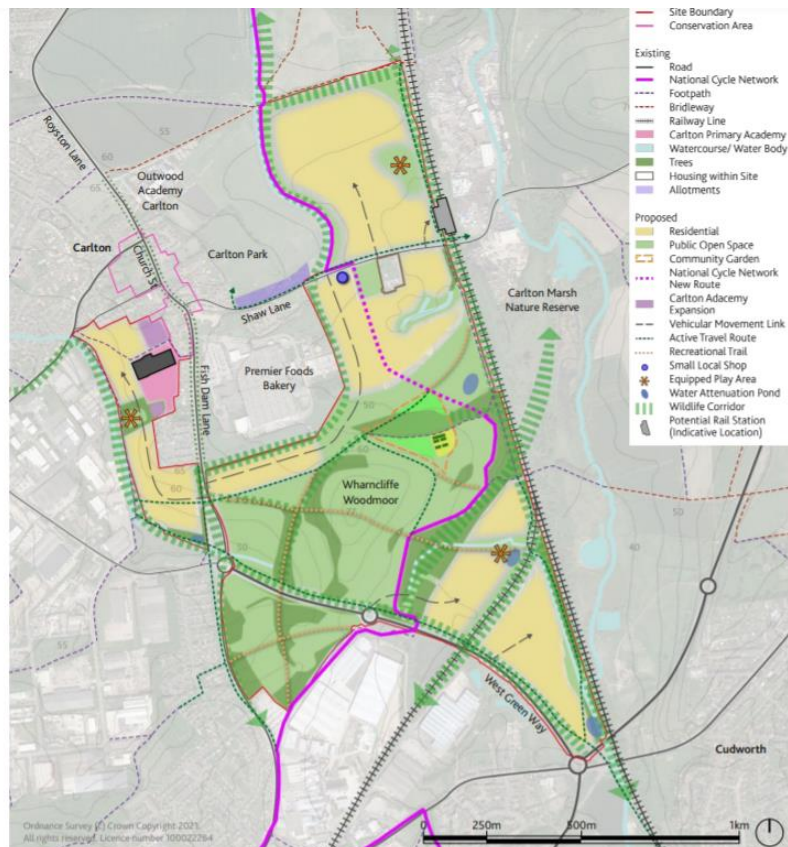 Site Boundary
Conservation Area
Existing
Road
National Cycle Network
Footpath
Bridleway
Railway Line
Carlton Primary Academy
Watercourse/ Water Body
Trees
Housing within Site
Allotments
Proposed
Residential
Public Open Space
Community Garden
National Cycle Network
New Route
Carlton Adacemy
Expansion
Vehicular Movement Link
Active Travel Route
Recreational Trail
Small Local Shop
Equipped Play Area
Water Attenuation Pond
Wildlife Corridor
Potential Rail Station
(Indicative Location)
Royston Lane
55
60
65
Outwood
Academy
Carlton
Carlton
Church St
Carlton Park
Shaw Lane
Carlton Marsh
Nature Reserve
Premier Foods
Bakery
Fish Dam Lane
50
60
Wharncliffe
Woodmoor
60
50
40
55
West Green Way
Cudworth
Ordnance Survey (c) Crown Copyright 2021.
All rights reserved. Licence number 100022264
0
250m
500m
1km